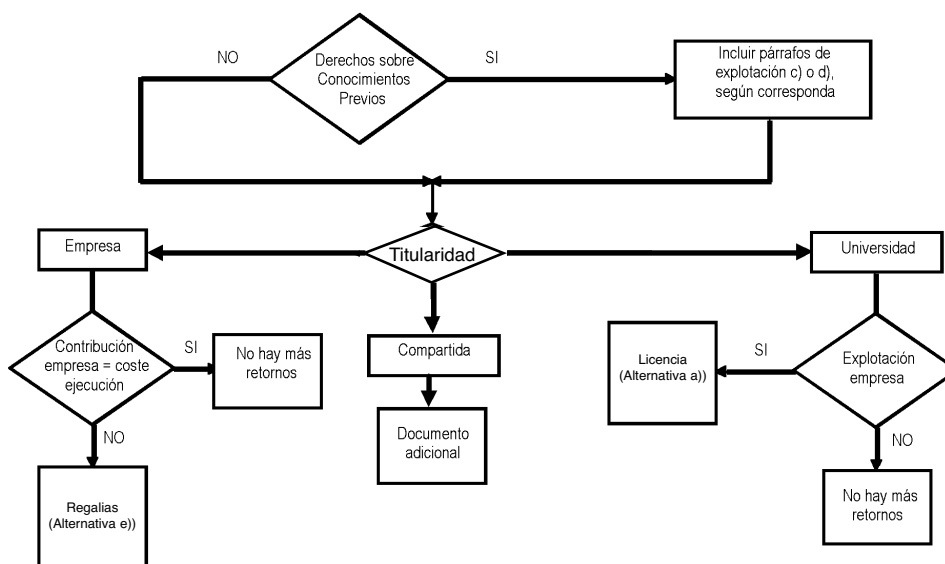 NO
Derechos sobre
Conocimientos
Previos
SI
Incluir párrafos de
explotación c) o d),
según corresponda
Empresa
Titularidad
Universidad
Contribución
empresa = coste
ejecución
SI
No hay más
retornos
Compartida
Licencia
(Alternativa a))
SI
Explotación
empresa
NO
Documento
adicional
NO
Regalias
(Alternativa e))
No hay más
retornos